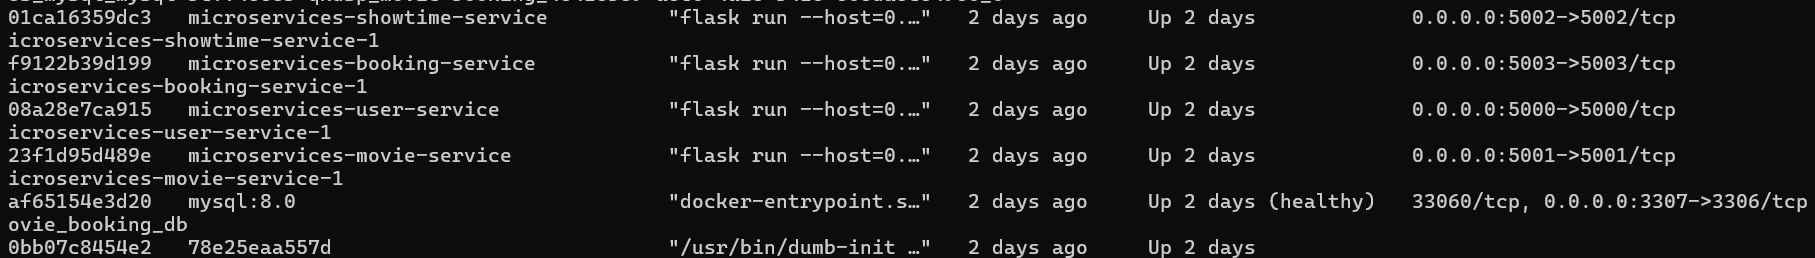 01ca16359dc3   microservices-showtime-service          "flask run --host=0.…"   2 days ago     Up 2 days             0.0.0.0:5002->5002/tcp
icroservices-showtime-service-1
f9122b39d199   microservices-booking-service           "flask run --host=0.…"   2 days ago     Up 2 days             0.0.0.0:5003->5003/tcp
icroservices-booking-service-1
08a28e7ca915   microservices-user-service              "flask run --host=0.…"   2 days ago     Up 2 days             0.0.0.0:5000->5000/tcp
icroservices-user-service-1
23f1d95d489e   microservices-movie-service             "flask run --host=0.…"   2 days ago     Up 2 days             0.0.0.0:5001->5001/tcp
icroservices-movie-service-1
af65154e3d20   mysql:8.0                               "docker-entrypoint.s…"   2 days ago     Up 2 days (healthy)   33060/tcp, 0.0.0.0:3307->3306/tcp
ovie_booking_db
0bb07c8454e2   78e25eaa557d                            "/usr/bin/dumb-init …"   2 days ago     Up 2 days